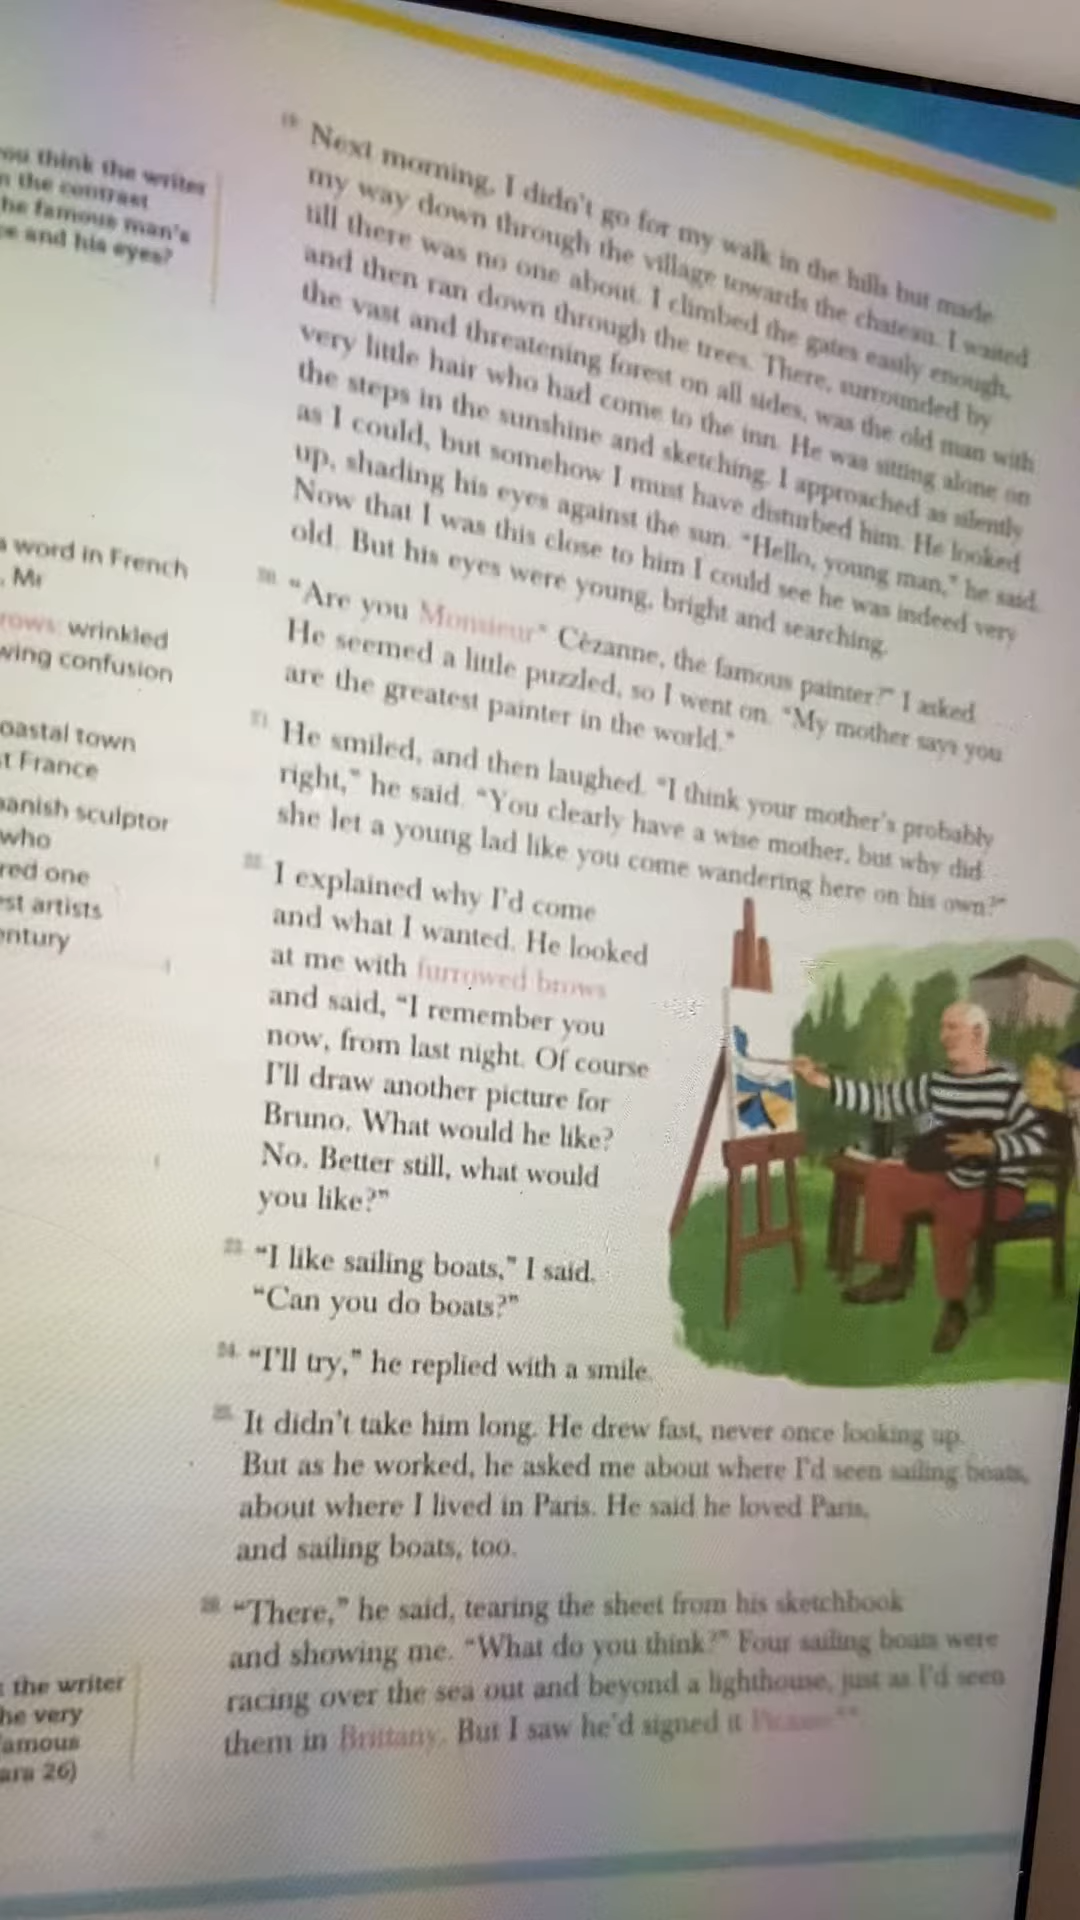 ou think the writer
n the contrast
he famous man's
e and his eyes?
19 Next morning, I didn't go for my walk in the hills but made
my way down through the village towards the chateau. I waited
till there was no one about. I climbed the gates easily enough,
and then ran down through the trees. There, surrounded by
the vast and threatening forest on all sides, was the old man with
very little hair who had come to the inn. He was sitting alone on
the steps in the sunshine and sketching. I approached as silently
as I could, but somehow I must have disturbed him. He looked
up, shading his eyes against the sun. “Hello, young man,” he said.
Now that I was this close to him I could see he was indeed very
old. But his eyes were young, bright and searching.
a word in French
. Mr
rows: wrinkled
wing confusion
oastal town
t France
panish sculptor
who
red one
est artists
entury
20 “Are you Monsieur* Cèzanne, the famous painter?” I asked.
He seemed a little puzzled, so I went on. “My mother says you
are the greatest painter in the world.”
21 He smiled, and then laughed. “I think your mother's probably
right,” he said. “You clearly have a wise mother, but why did
she let a young lad like you come wandering here on his own?”
22 I explained why I'd come
and what I wanted. He looked
at me with furrowed brows
and said, “I remember you
now, from last night. Of course
I'll draw another picture for
Bruno. What would he like?
No. Better still, what would
you like?”
23 “I like sailing boats,” I said.
“Can you do boats?”
24 “I'll try,” he replied with a smile.
25 It didn't take him long. He drew fast, never once looking up.
But as he worked, he asked me about where I'd seen sailing boats,
about where I lived in Paris. He said he loved Paris,
and sailing boats, too.
26 “There,” he said, tearing the sheet from his sketchbook
and showing me. “What do you think?” Four sailing boats were
racing over the sea out and beyond a lighthouse, just as I'd seen
them in Brittany. But I saw he'd signed it Picasso**
the writer
he very
amous
ara 26)